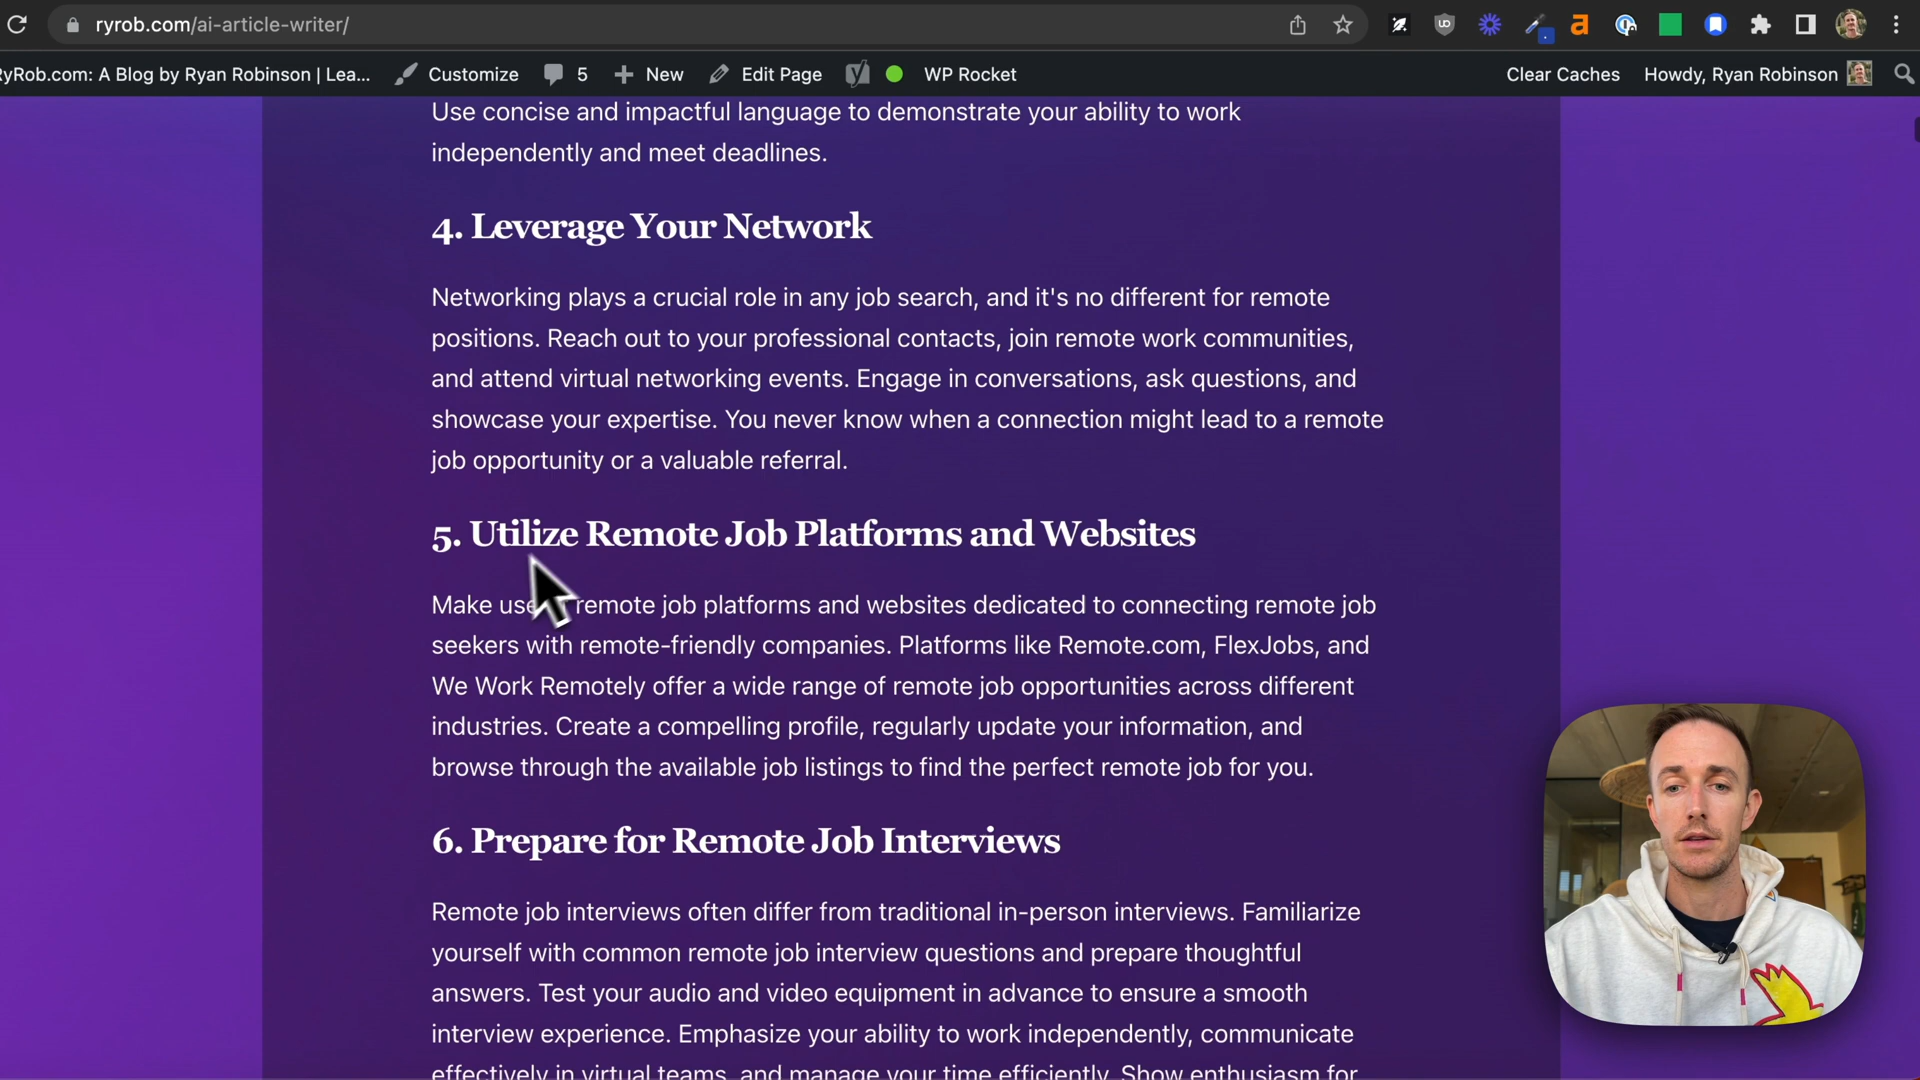 ryrob.com/ai-article-writer/
RyRob.com: A Blog by Ryan Robinson | Lea...
Customize
5
New
Edit Page
WP Rocket
Clear Caches
Howdy, Ryan Robinson
Use concise and impactful language to demonstrate your ability to work
independently and meet deadlines.
4. Leverage Your Network
Networking plays a crucial role in any job search, and it's no different for remote
positions. Reach out to your professional contacts, join remote work communities,
and attend virtual networking events. Engage in conversations, ask questions, and
showcase your expertise. You never know when a connection might lead to a remote
job opportunity or a valuable referral.
5. Utilize Remote Job Platforms and Websites
Make use remote job platforms and websites dedicated to connecting remote job
seekers with remote-friendly companies. Platforms like Remote.com, FlexJobs, and
We Work Remotely offer a wide range of remote job opportunities across different
industries. Create a compelling profile, regularly update your information, and
browse through the available job listings to find the perfect remote job for you.
6. Prepare for Remote Job Interviews
Remote job interviews often differ from traditional in-person interviews. Familiarize
yourself with common remote job interview questions and prepare thoughtful
answers. Test your audio and video equipment in advance to ensure a smooth
interview experience. Emphasize your ability to work independently, communicate
effectively in virtual teams, and manage your time efficiently. Show enthusiasm for